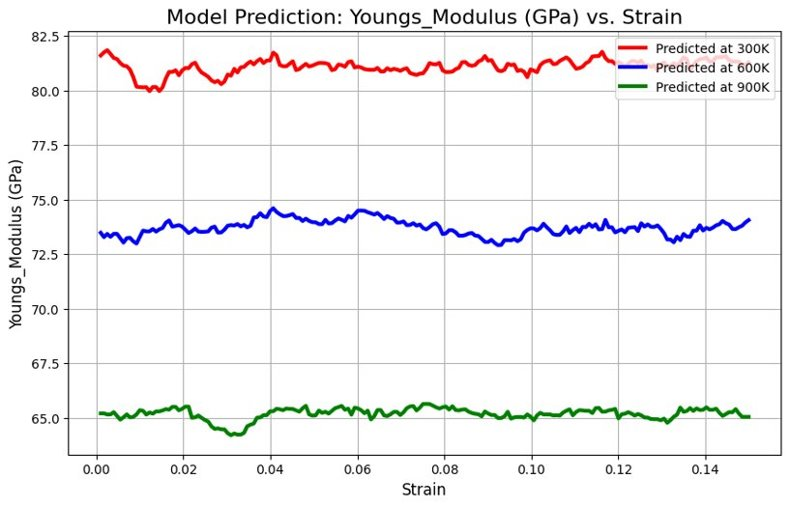 Model Prediction: Youngs_Modulus (GPa) vs. Strain
Predicted at 300K
Predicted at 600K
Predicted at 900K
Youngs_Modulus (GPa)
82.5
80.0
77.5
75.0
72.5
70.0
67.5
65.0
0.00 0.02 0.04 0.06 0.08 0.10 0.12 0.14
Strain